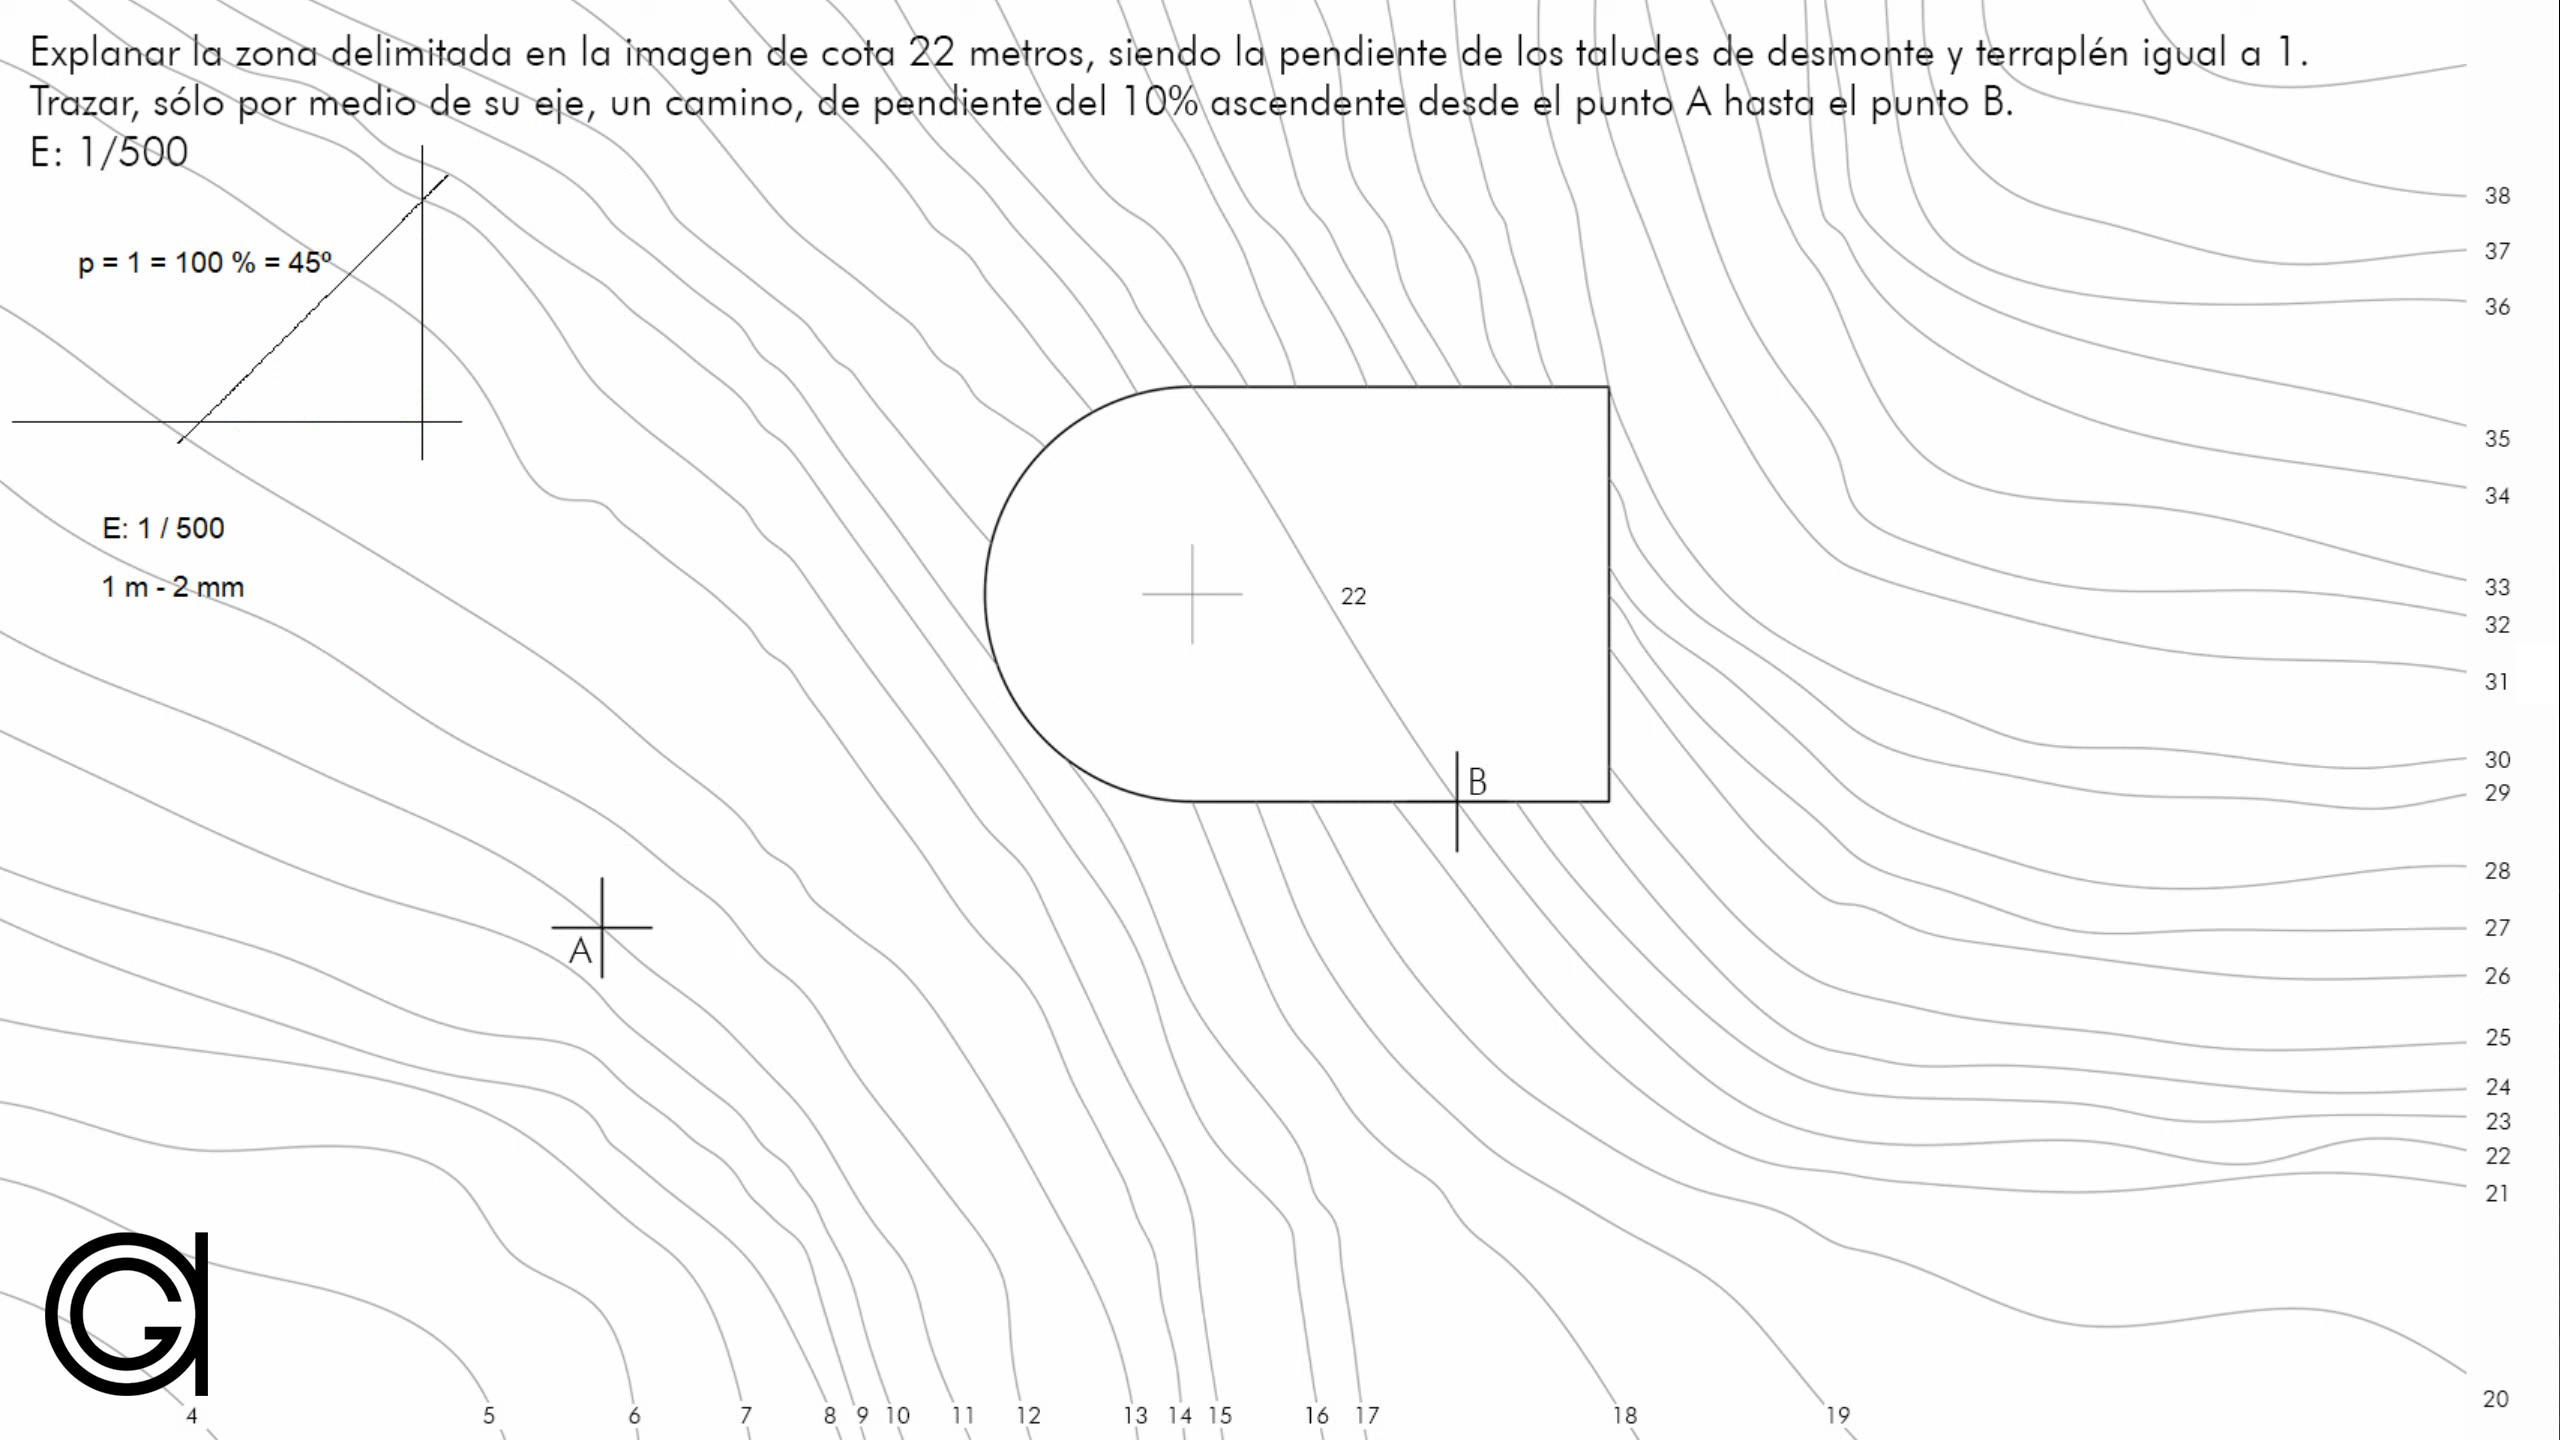 Explanar la zona delimitada en la imagen de cota 22 metros, siendo la pendiente de los taludes de desmonte y terraplén igual a 1.
Trazar, sólo por medio de su eje, un camino, de pendiente del 10% ascendente desde el punto A hasta el punto B.
E: 1/500
p = 1 = 100 % = 45º
E: 1 / 500
1 m - 2 mm
22
B
A
38
37
36
35
34
33
32
31
30
29
28
27
26
25
24
23
22
21
20
4 5 6 7 8 9 10 11 12 13 14 15 16 17 18 19